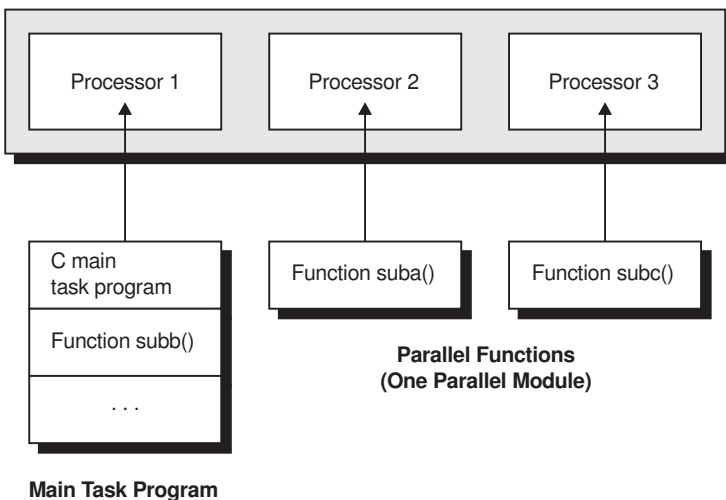 Processor 1
Processor 2
Processor 3
C main
task program
Function subb()
. . .
Function suba()
Function subc()
Parallel Functions
(One Parallel Module)
Main Task Program